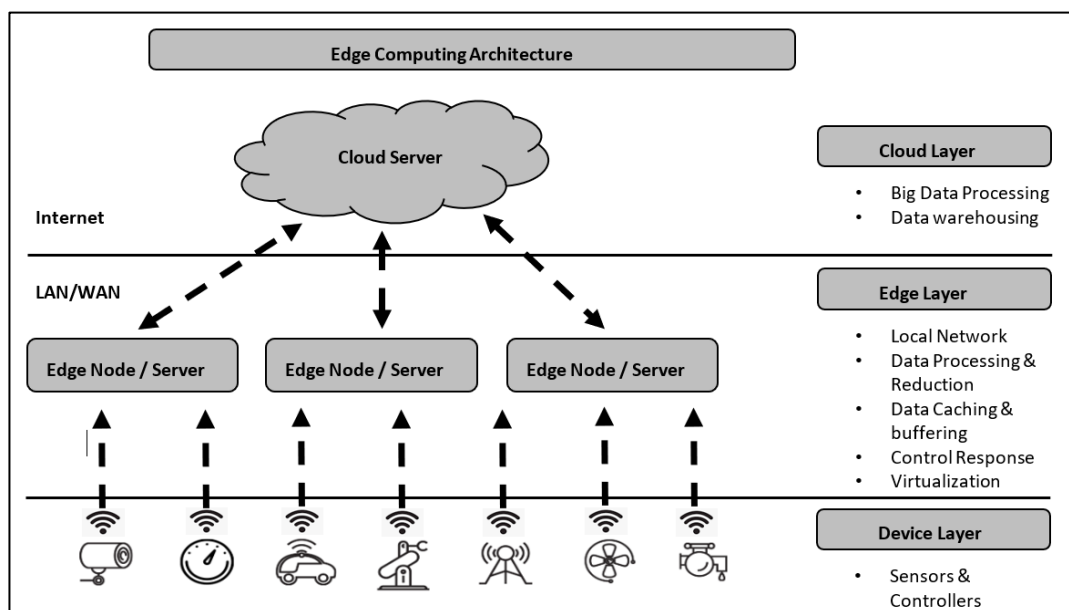 Edge Computing Architecture
Cloud Server
Internet
Cloud Layer
• Big Data Processing
• Data warehousing
LAN/WAN
Edge Node / Server
Edge Node / Server
Edge Node / Server
Edge Layer
• Local Network
• Data Processing &
Reduction
• Data Caching &
buffering
• Control Response
• Virtualization
Device Layer
• Sensors &
Controllers